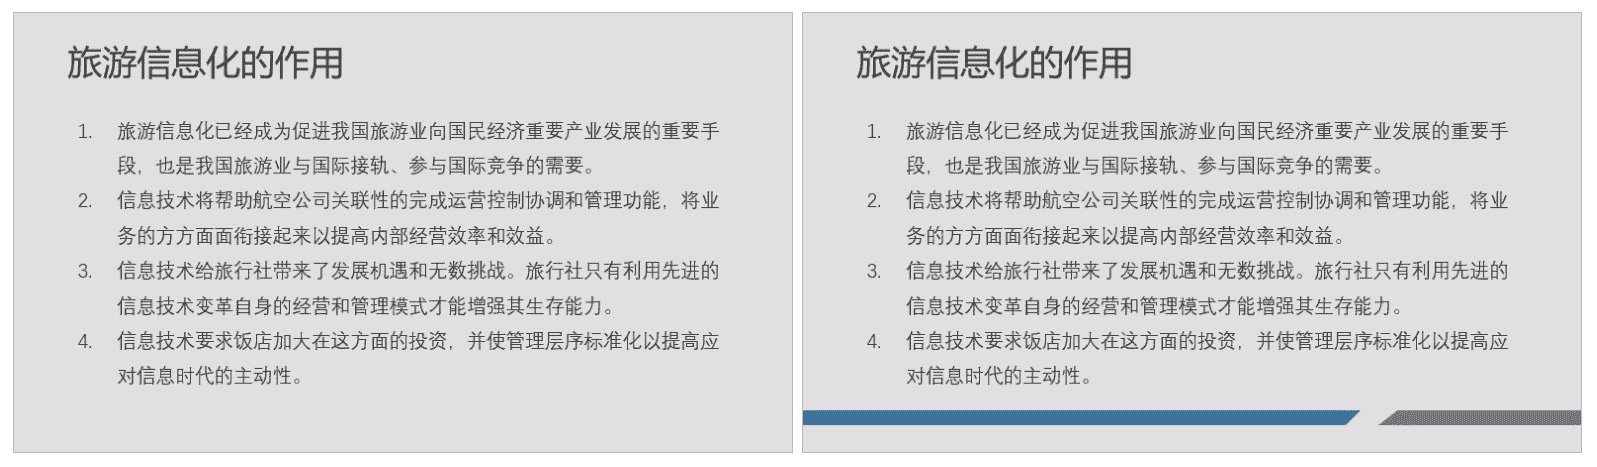 旅游信息化的作用
1. 旅游信息化已经成为促进我国旅游业向国民经济重要产业发展的重要手
段，也是我国旅游业与国际接轨、参与国际竞争的需要。
2. 信息技术将帮助航空公司关联性的完成运营控制协调和管理功能，将业
务的方方面面衔接起来以提高内部经营效率和效益。
3. 信息技术给旅行社带来了发展机遇和无数挑战。旅行社只有利用先进的
信息技术变革自身的经营和管理模式才能增强其生存能力。
4. 信息技术要求饭店加大在这方面的投资，并使管理层序标准化以提高应
对信息时代的主动性。
旅游信息化的作用
1. 旅游信息化已经成为促进我国旅游业向国民经济重要产业发展的重要手
段，也是我国旅游业与国际接轨、参与国际竞争的需要。
2. 信息技术将帮助航空公司关联性的完成运营控制协调和管理功能，将业
务的方方面面衔接起来以提高内部经营效率和效益。
3. 信息技术给旅行社带来了发展机遇和无数挑战。旅行社只有利用先进的
信息技术变革自身的经营和管理模式才能增强其生存能力。
4. 信息技术要求饭店加大在这方面的投资，并使管理层序标准化以提高应
对信息时代的主动性。